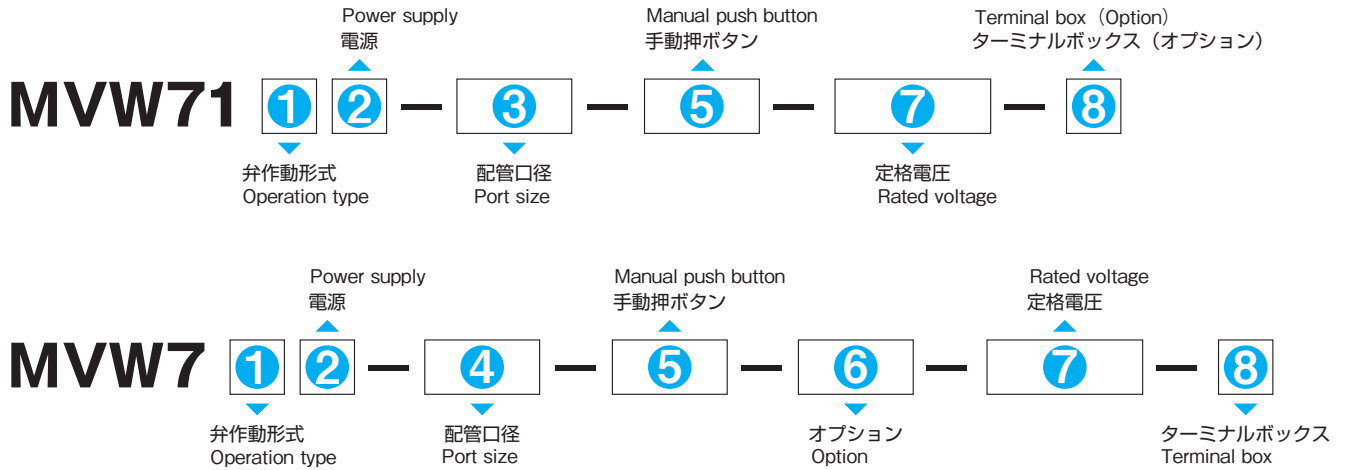 Power supply
電源
Manual push button
手動押ボタン
Terminal box（Option）
ターミナルボックス（オプション）
MVW71 1 2 — 3 — 5 — 7 — 8
弁作動形式
Operation type
配管口径
Port size
定格電圧
Rated voltage
Power supply
電源
Manual push button
手動押ボタン
Rated voltage
定格電圧
MVW7 1 2 — 4 — 5 — 6 — 7 — 8
弁作動形式
Operation type
配管口径
Port size
オプション
Option
ターミナルボックス
Terminal box